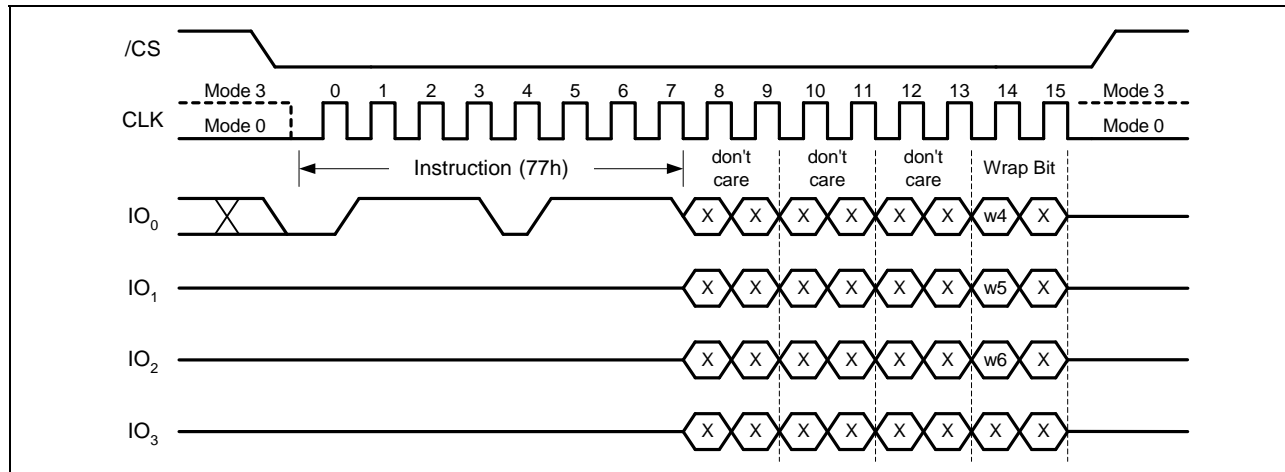 /CS
Mode 3 0 1 2 3 4 5 6 7 8 9 10 11 12 13 14 15 Mode 3
CLK
Mode 0 Mode 0
Instruction (77h) don't care don't care don't care Wrap Bit
IO0 X X X X X X w4 X
IO1 X X X X X X w5 X
IO2 X X X X X X w6 X
IO3 X X X X X X X X